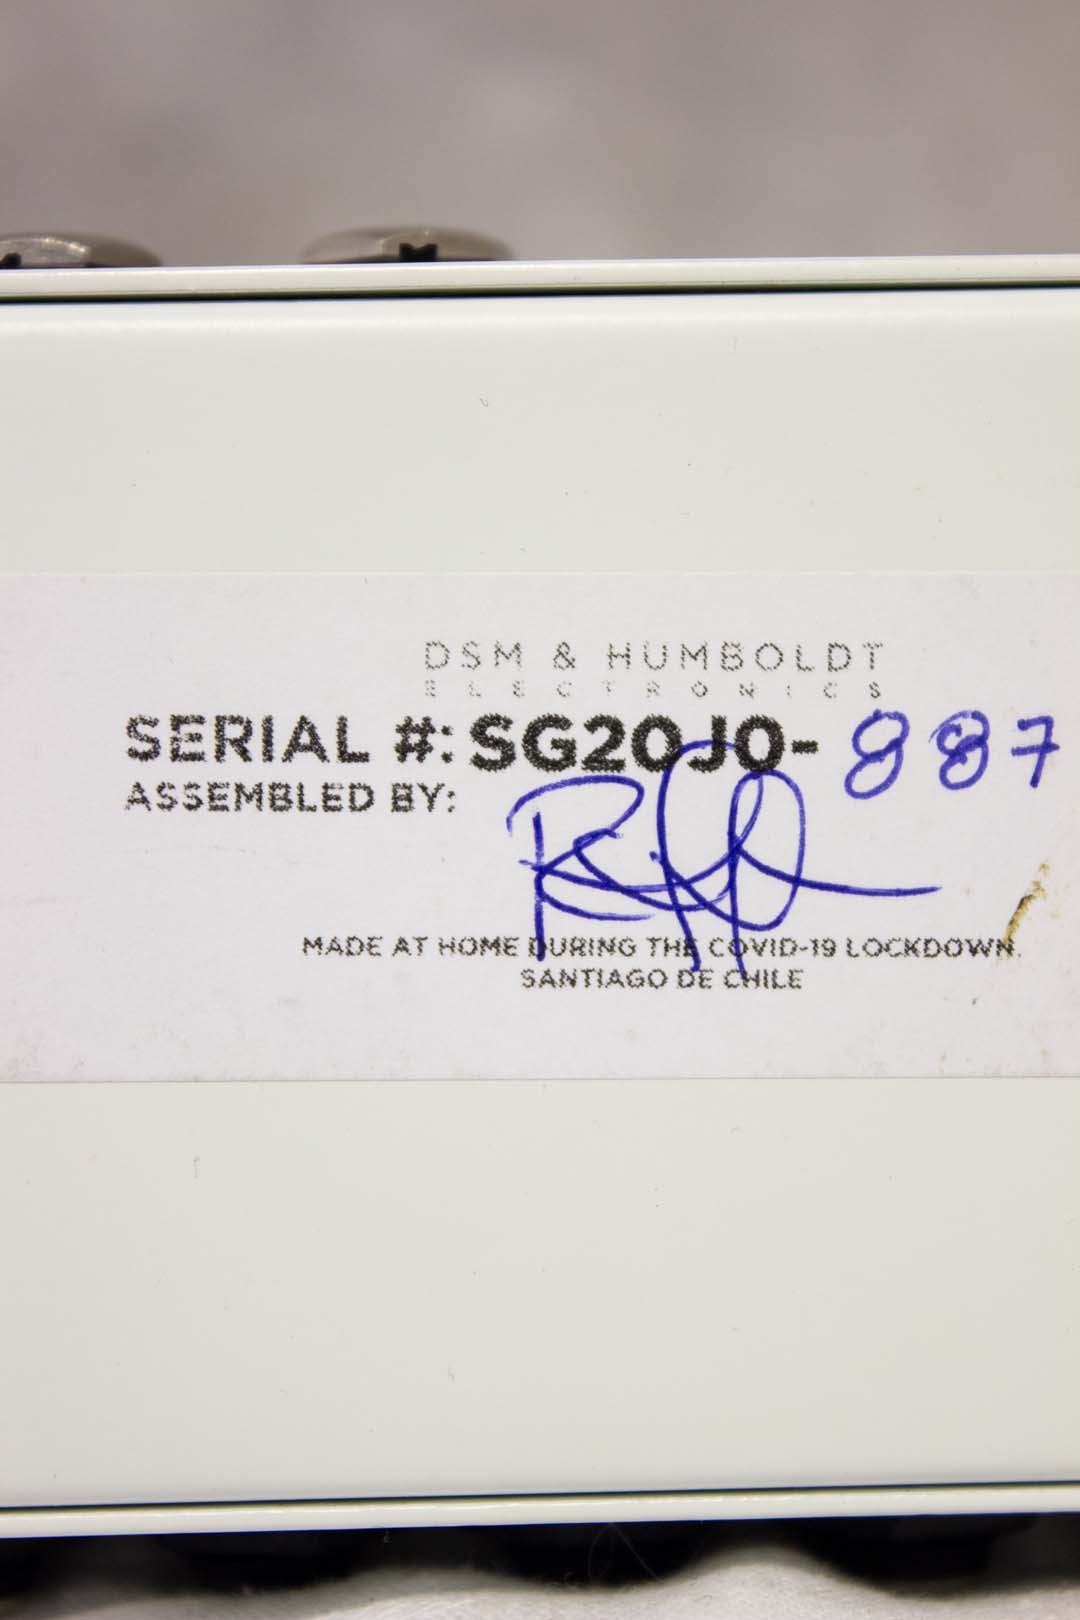 DSM & HUMBOLDT
ELECTRONICS
SERIAL #: SG20J0-887
ASSEMBLED BY:
MADE AT HOME DURING THE COVID-19 LOCKDOWN.
SANTIAGO DE CHILE